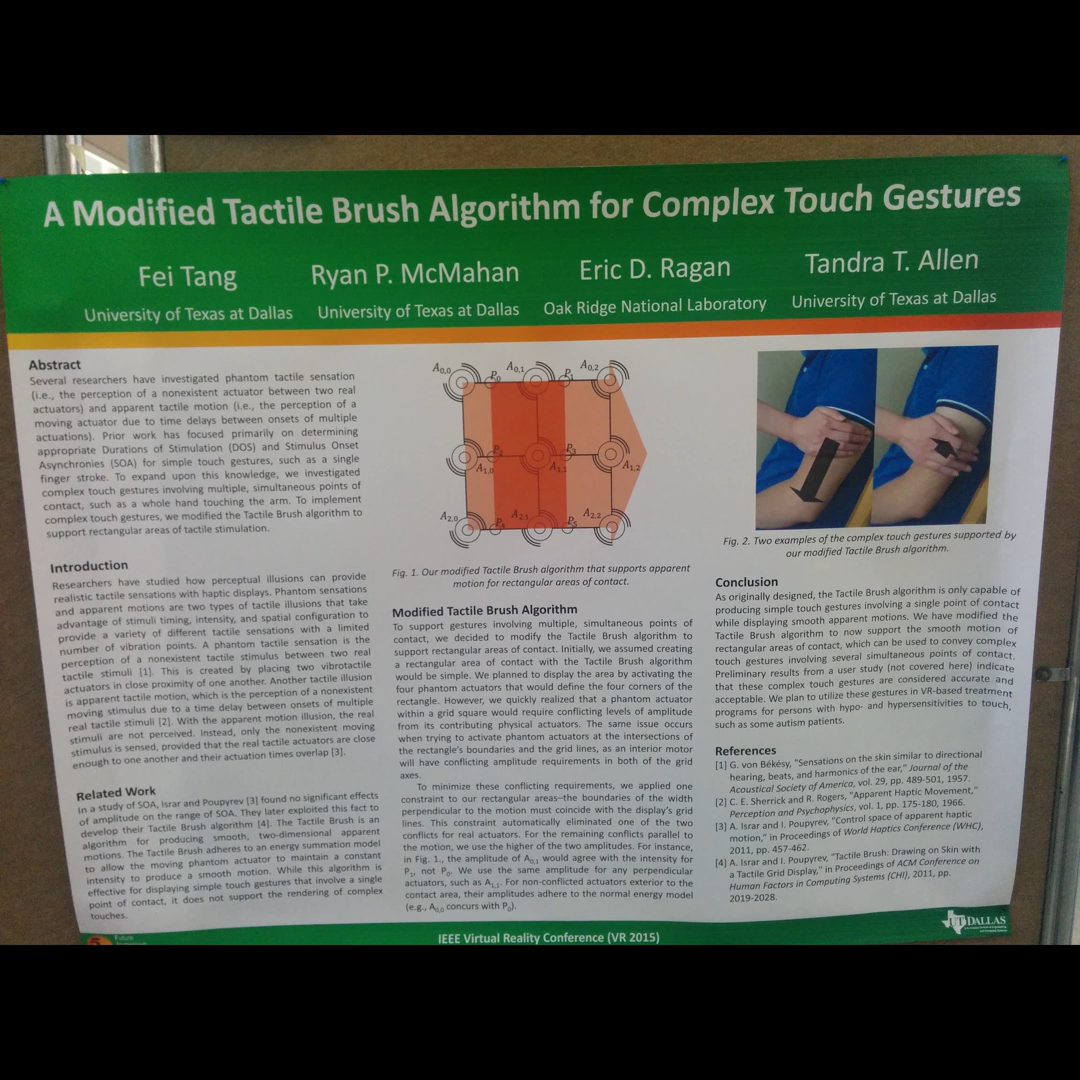 A Modified Tactile Brush Algorithm for Complex Touch Gestures
Fei Tang
University of Texas at Dallas
Ryan P. McMahan
University of Texas at Dallas
Eric D. Ragan
Oak Ridge National Laboratory
Tandra T. Allen
University of Texas at Dallas
Abstract
Several researchers have investigated phantom tactile sensation
(i.e., the perception of a nonexistent actuator between two real
actuators) and apparent tactile motion (i.e., the perception of a
moving actuator due to time delays between onsets of multiple
actuations). Prior work has focused primarily on determining
appropriate Durations of Stimulation (DOS) and Stimulus Onset
Asynchronies (SOA) for simple touch gestures, such as a single
finger stroke. To expand upon this knowledge, we investigated
complex touch gestures involving multiple, simultaneous points of
contact, such as a whole hand touching the arm. To implement
complex touch gestures, we modified the Tactile Brush algorithm to
support rectangular areas of tactile stimulation.
Introduction
Researchers have studied how perceptual illusions can provide
realistic tactile sensations with haptic displays. Phantom sensations
and apparent motions are two types of tactile illusions that take
advantage of stimuli timing, intensity, and spatial configuration to
provide a variety of different tactile sensations with a limited
number of vibration points. A phantom tactile sensation is the
perception of a nonexistent tactile stimulus between two real
tactile stimuli [1]. This is created by placing two vibrotactile
actuators in close proximity of one another. Another tactile illusion
is apparent tactile motion, which is the perception of a nonexistent
moving stimulus due to a time delay between onsets of multiple
real tactile stimuli [2]. With the apparent motion illusion, the real
stimuli are not perceived. Instead, only the nonexistent moving
stimulus is sensed, provided that the real tactile actuators are close
enough to one another and their actuation times overlap [3].
Related Work
In a study of SOA, Israr and Poupyrev [3] found no significant effects
of amplitude on the range of SOA. They later exploited this fact to
develop their Tactile Brush algorithm [4]. The Tactile Brush is an
algorithm for producing smooth, two-dimensional apparent
motions. The Tactile Brush adheres to an energy summation model
to allow the moving phantom actuator to maintain a constant
intensity to produce a smooth motion. While this algorithm is
effective for displaying simple touch gestures that involve a single
point of contact, it does not support the rendering of complex
touches.
A0,0 P0 A0,1 P1 A0,2
A1,0 P2 A1,1 P3 A1,2
A2,0 P4 A2,1 P5 A2,2
Fig. 1. Our modified Tactile Brush algorithm that supports apparent
motion for rectangular areas of contact.
Modified Tactile Brush Algorithm
To support gestures involving multiple, simultaneous points of
contact, we decided to modify the Tactile Brush algorithm to
support rectangular areas of contact. Initially, we assumed creating
a rectangular area of contact with the Tactile Brush algorithm
would be simple. We planned to display the area by activating the
four phantom actuators that would define the four corners of the
rectangle. However, we quickly realized that a phantom actuator
within a grid square would require conflicting levels of amplitude
from its contributing physical actuators. The same issue occurs
when trying to activate phantom actuators at the intersections of
the rectangle's boundaries and the grid lines, as an interior motor
will have conflicting amplitude requirements in both of the grid
axes.
To minimize these conflicting requirements, we applied one
constraint to our rectangular areas–the boundaries of the width
perpendicular to the motion must coincide with the display's grid
lines. This constraint automatically eliminated one of the two
conflicts for real actuators. For the remaining conflicts parallel to
the motion, we use the higher of the two amplitudes. For instance,
in Fig. 1., the amplitude of A0,1 would agree with the intensity for
P1, not P0. We use the same amplitude for any perpendicular
actuators, such as A1,1. For non-conflicted actuators exterior to the
contact area, their amplitudes adhere to the normal energy model
(e.g., A0,0 concurs with P0).
Fig. 2. Two examples of the complex touch gestures supported by
our modified Tactile Brush algorithm.
Conclusion
As originally designed, the Tactile Brush algorithm is only capable of
producing simple touch gestures involving a single point of contact
while displaying smooth apparent motions. We have modified the
Tactile Brush algorithm to now support the smooth motion of
rectangular areas of contact, which can be used to convey complex
touch gestures involving several simultaneous points of contact.
Preliminary results from a user study (not covered here) indicate
that these complex touch gestures are considered accurate and
acceptable. We plan to utilize these gestures in VR-based treatment
programs for persons with hypo- and hypersensitivities to touch,
such as some autism patients.
References
[1] G. von Békésy, "Sensations on the skin similar to directional
hearing, beats, and harmonics of the ear," Journal of the
Acoustical Society of America, vol. 29, pp. 489-501, 1957.
[2] C. E. Sherrick and R. Rogers, "Apparent Haptic Movement,"
Perception and Psychophysics, vol. 1, pp. 175-180, 1966.
[3] A. Israr and I. Poupyrev, "Control space of apparent haptic
motion," in Proceedings of World Haptics Conference (WHC),
2011, pp. 457-462.
[4] A. Israr and I. Poupyrev, "Tactile Brush: Drawing on Skin with
a Tactile Grid Display," in Proceedings of ACM Conference on
Human Factors in Computing Systems (CHI), 2011, pp.
2019-2028.
Future
IEEE Virtual Reality Conference (VR 2015)
UT DALLAS